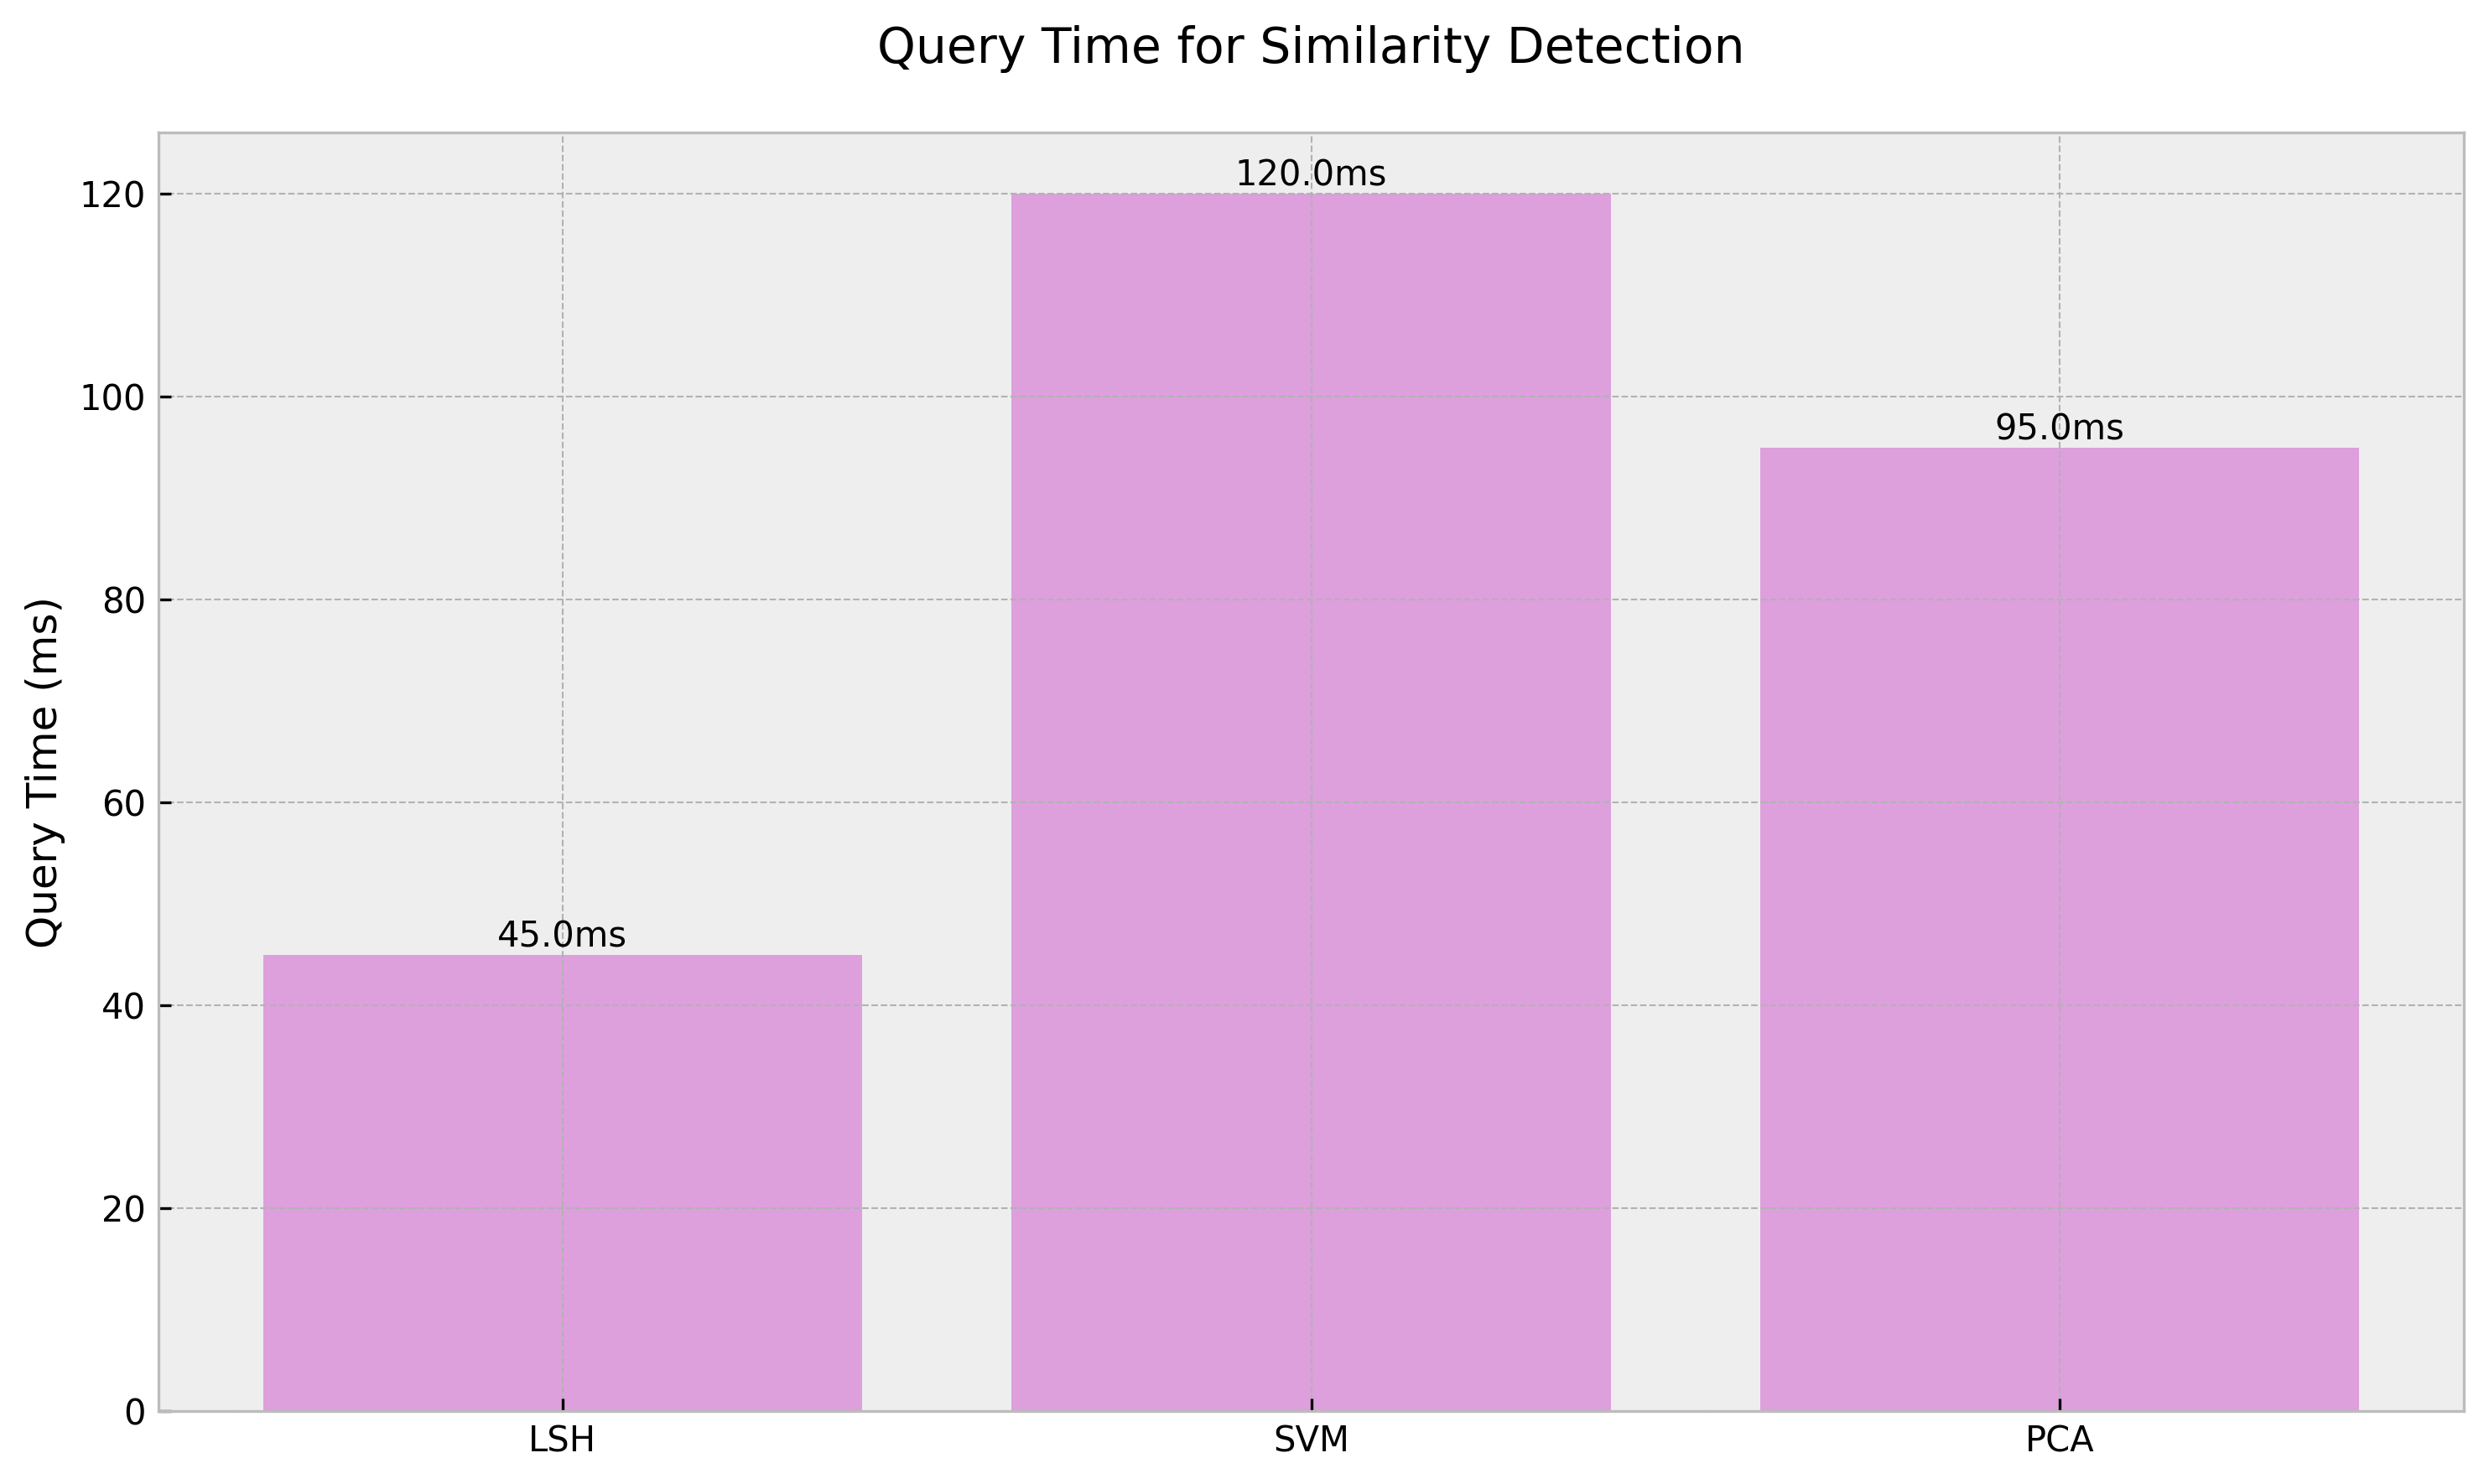 Query Time for Similarity Detection
Query Time (ms)
120
100
80
60
40
20
0
45.0ms
120.0ms
95.0ms
LSH
SVM
PCA